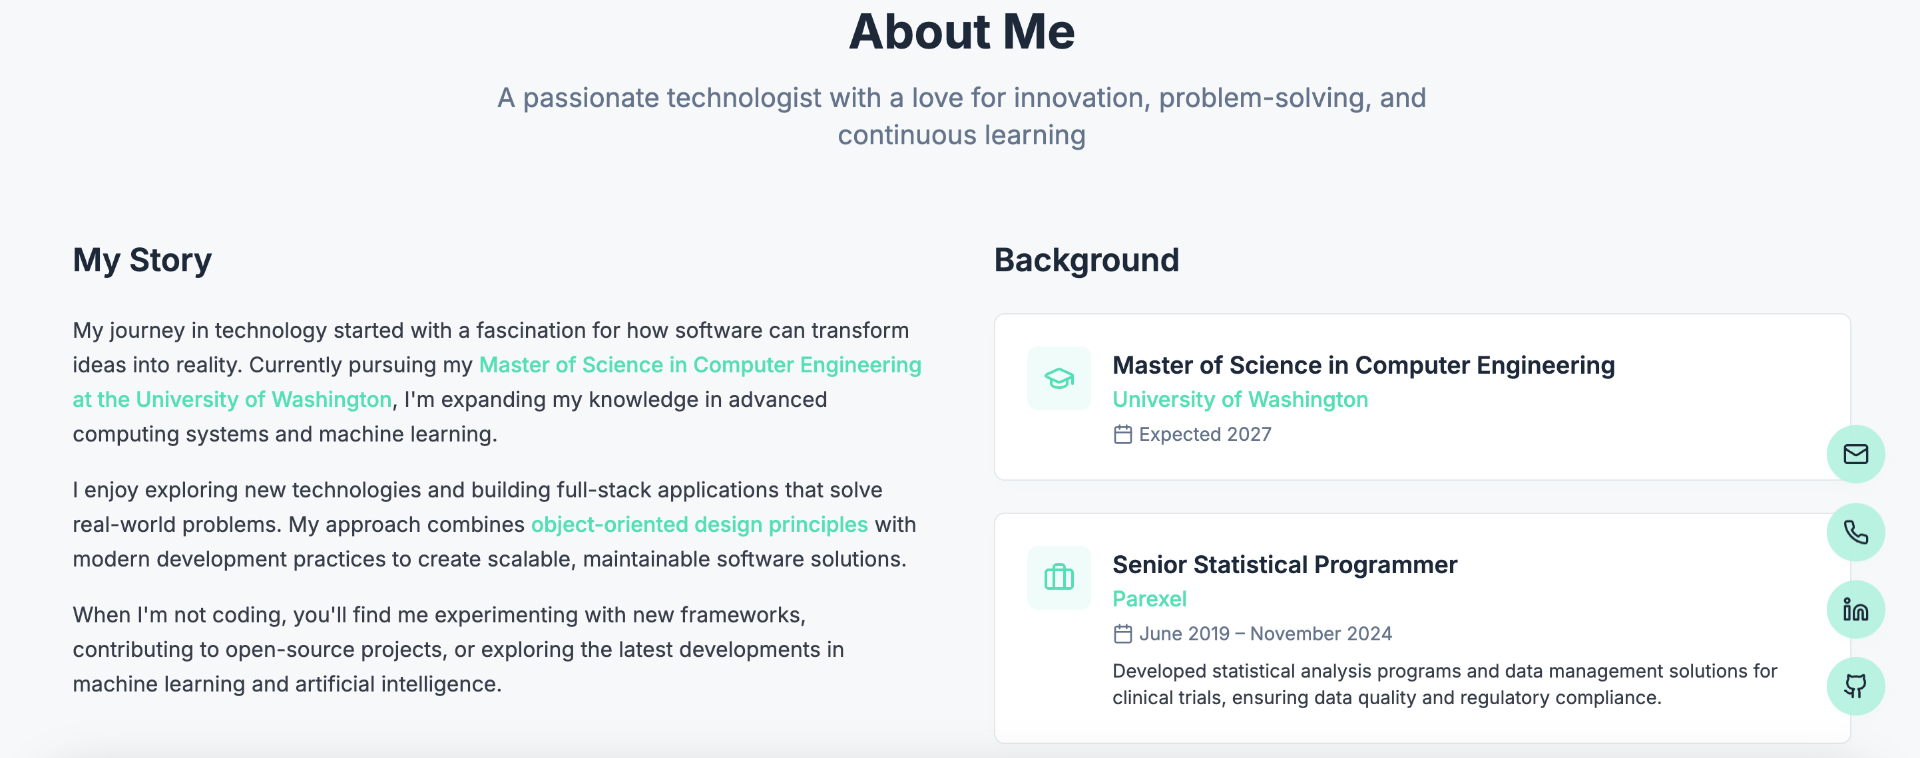 About Me
A passionate technologist with a love for innovation, problem-solving, and
continuous learning
My Story
My journey in technology started with a fascination for how software can transform
ideas into reality. Currently pursuing my Master of Science in Computer Engineering
at the University of Washington, I'm expanding my knowledge in advanced
computing systems and machine learning.
I enjoy exploring new technologies and building full-stack applications that solve
real-world problems. My approach combines object-oriented design principles with
modern development practices to create scalable, maintainable software solutions.
When I'm not coding, you'll find me experimenting with new frameworks,
contributing to open-source projects, or exploring the latest developments in
machine learning and artificial intelligence.
Background
Master of Science in Computer Engineering
University of Washington
Expected 2027
Senior Statistical Programmer
Parexel
June 2019 – November 2024
Developed statistical analysis programs and data management solutions for
clinical trials, ensuring data quality and regulatory compliance.